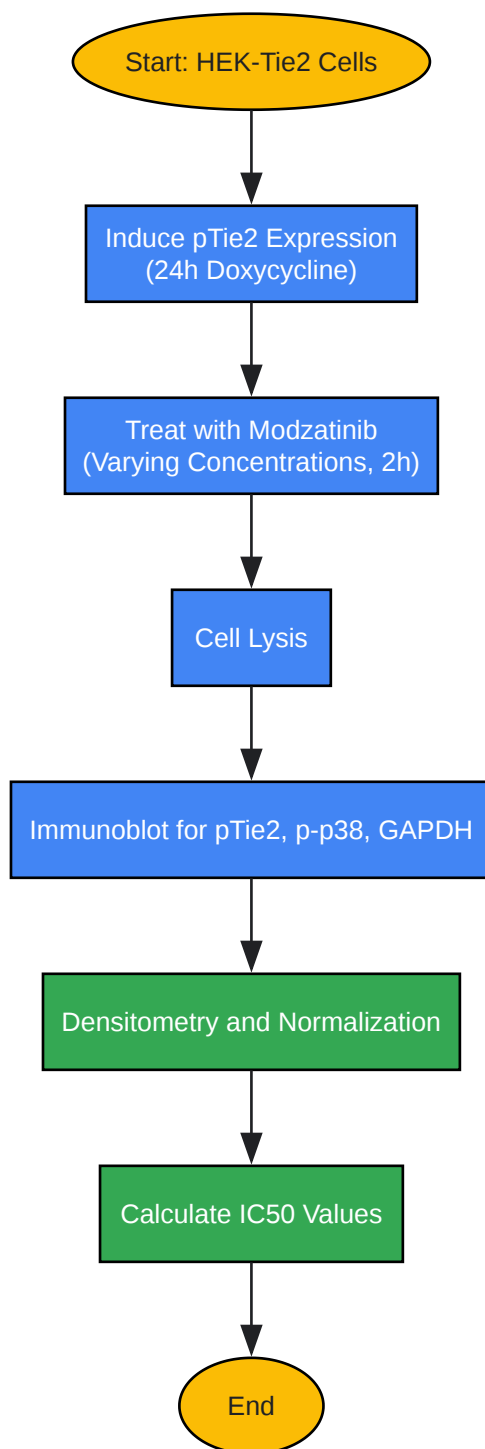 Start: HEK-Tie2 Cells
Induce pTie2 Expression
(24h Doxycycline)
Treat with Modzatinib
(Varying Concentrations, 2h)
Cell Lysis
Immunoblot for pTie2, p-p38, GAPDH
Densitometry and Normalization
Calculate IC50 Values
End